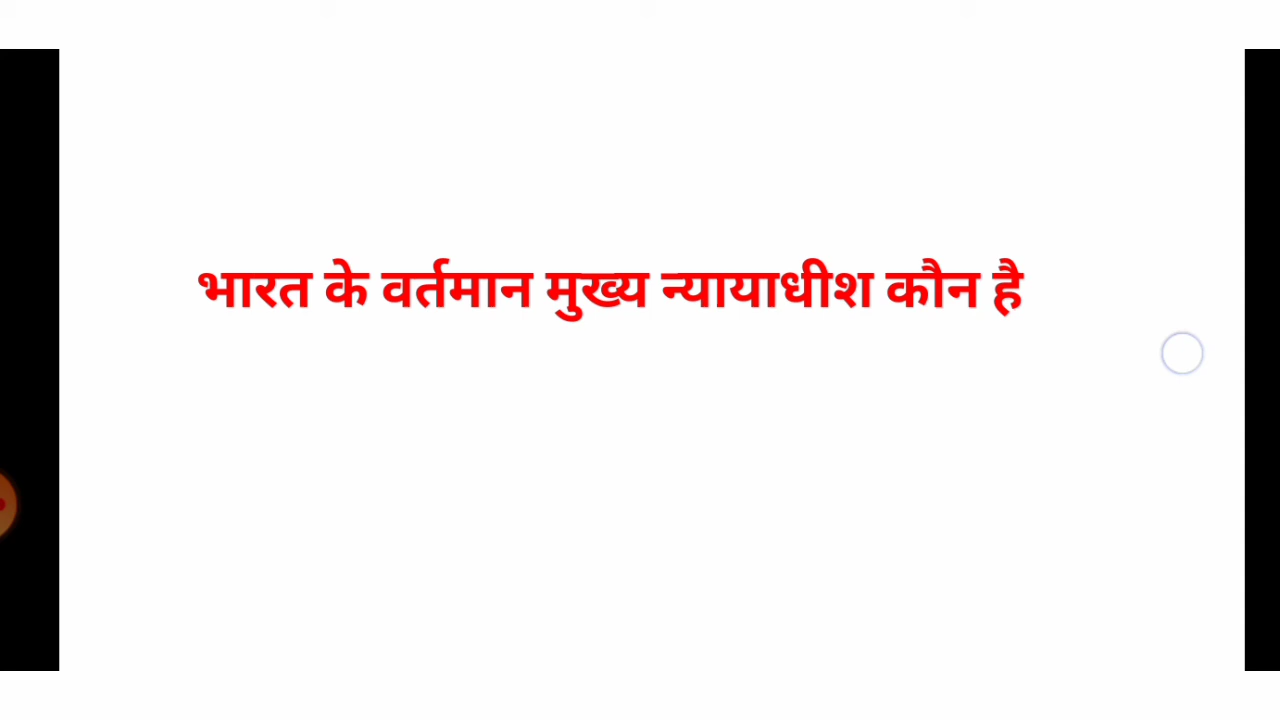 भारत के वर्तमान मुख्य न्यायाधीश कौन है